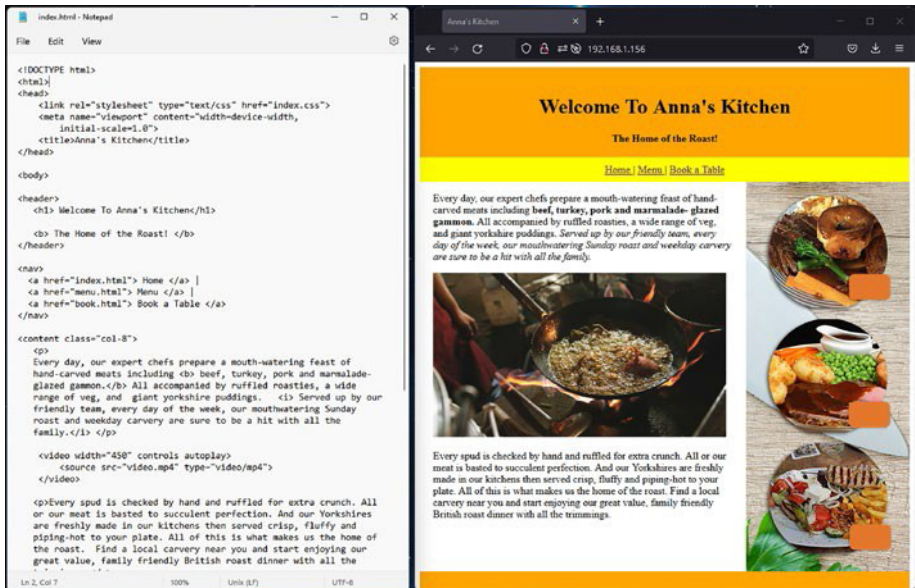 index.html - Notepad
File Edit View
<!DOCTYPE html>
<html>
<head>
<link rel="stylesheet" type="text/css" href="index.css">
<meta name="viewport" content="width=device-width,
initial-scale=1.0">
<title>Anna's Kitchen</title>
</head>
<body>
<header>
<h1> Welcome To Anna's Kitchen</h1>
<b> The Home of the Roast! </b>
</header>
<nav>
<a href="index.html"> Home </a> |
<a href="menu.html"> Menu </a> |
<a href="book.html"> Book a Table </a>
</nav>
<content class="col-8">
<p>
Every day, our expert chefs prepare a mouth-watering feast of
hand-carved meats including <b> beef, turkey, pork and marmalade-
glazed gammon.</b> All accompanied by ruffled roasties, a wide
range of veg, and giant yorkshire puddings. <i> Served up by our
friendly team, every day of the week, our mouthwatering Sunday
roast and weekday carvery are sure to be a hit with all the
family.</i> </p>
<video width="450" controls autoplay>
<source src="video.mp4" type="video/mp4">
</video>
<p>Every spud is checked by hand and ruffled for extra crunch. All
or our meat is basted to succulent perfection. And our Yorkshires
are freshly made in our kitchens then served crisp, fluffy and
piping-hot to your plate. All of this is what makes us the home of
the roast. Find a local carvery near you and start enjoying our
great value, family friendly British roast dinner with all the
Ln 2, Col 7 100% Unix (LF) UTF-8
Anna's Kitchen
192.168.1.156
Welcome To Anna's Kitchen
The Home of the Roast!
Home | Menu | Book a Table
Every day, our expert chefs prepare a mouth-watering feast of hand-
carved meats including beef, turkey, pork and marmalade- glazed
gammon. All accompanied by ruffled roasties, a wide range of veg,
and giant yorkshire puddings. Served up by our friendly team, every
day of the week, our mouthwatering Sunday roast and weekday carvery
are sure to be a hit with all the family.
Every spud is checked by hand and ruffled for extra crunch. All or our
meat is basted to succulent perfection. And our Yorkshires are freshly
made in our kitchens then served crisp, fluffy and piping-hot to your
plate. All of this is what makes us the home of the roast. Find a local
carvery near you and start enjoying our great value, family friendly
British roast dinner with all the trimmings.